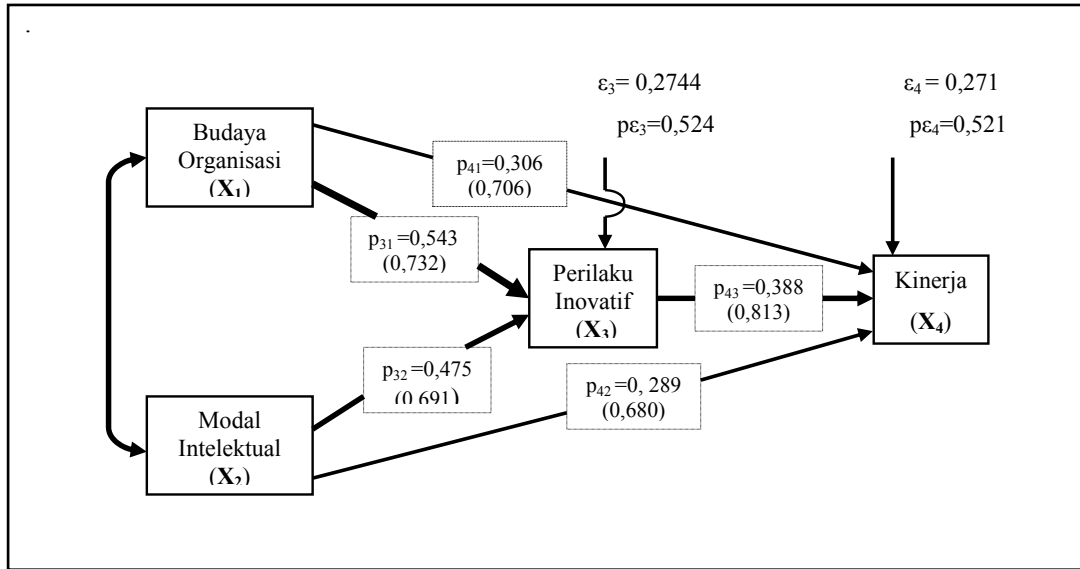 ε₃= 0,2744
pε₃=0,524
ε₄ = 0,271
pε₄=0,521
Budaya
Organisasi
(X₁)
p₄₁=0,306
(0,706)
p₃₁=0,543
(0,732)
Perilaku
Inovatif
(X₃)
p₄₃=0,388
(0,813)
Kinerja
(X₄)
p₃₂=0,475
(0,691)
p₄₂=0, 289
(0,680)
Modal
Intelektual
(X₂)